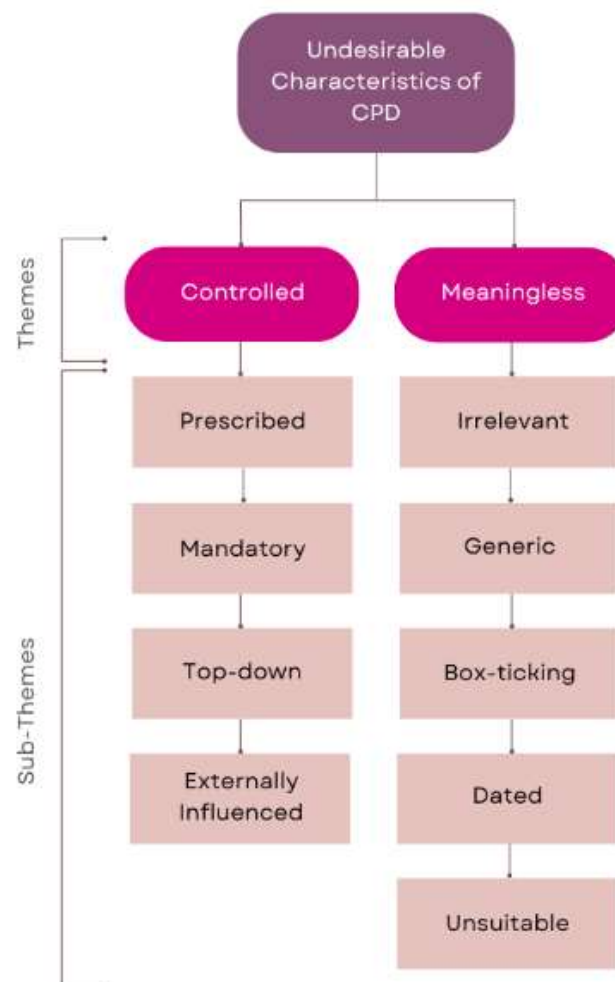 Undesirable
Characteristics of
CPD
Themes
Controlled
Meaningless
Sub-Themes
Prescribed
Irrelevant
Mandatory
Generic
Top-down
Box-ticking
Externally
Influenced
Dated
Unsuitable